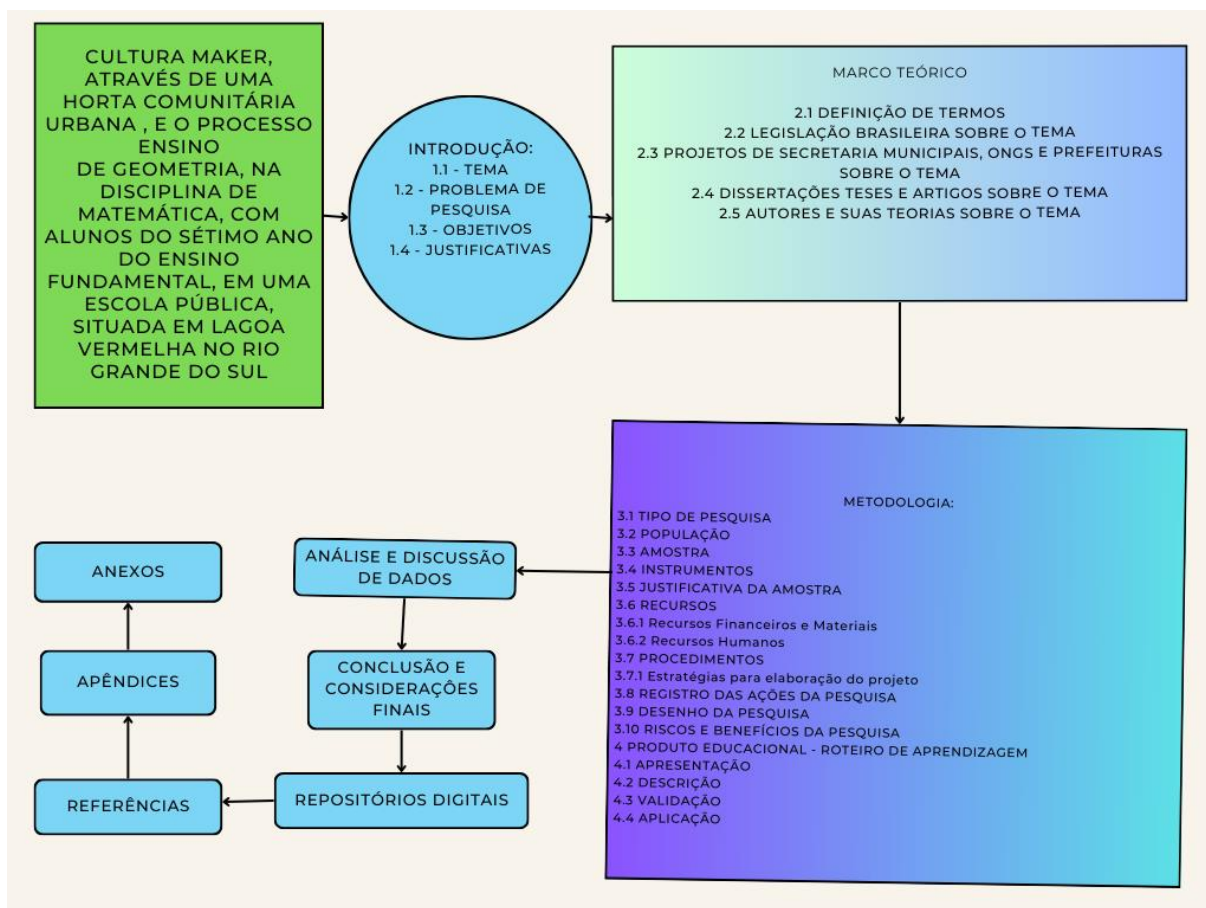 CULTURA MAKER,
ATRAVÉS DE UMA
HORTA COMUNITÁRIA
URBANA , E O PROCESSO
ENSINO
DE GEOMETRIA, NA
DISCIPLINA DE
MATEMÁTICA, COM
ALUNOS DO SÉTIMO ANO
DO ENSINO
FUNDAMENTAL, EM UMA
ESCOLA PÚBLICA,
SITUADA EM LAGOA
VERMELHA NO RIO
GRANDE DO SUL
INTRODUÇÃO:
1.1 - TEMA
1.2 - PROBLEMA DE
PESQUISA
1.3 - OBJETIVOS
1.4 - JUSTIFICATIVAS
MARCO TEÓRICO
2.1 DEFINIÇÃO DE TERMOS
2.2 LEGISLAÇÃO BRASILEIRA SOBRE O TEMA
2.3 PROJETOS DE SECRETARIA MUNICIPAIS, ONGS E PREFEITURAS
SOBRE O TEMA
2.4 DISSERTAÇÕES TESES E ARTIGOS SOBRE O TEMA
2.5 AUTORES E SUAS TEORIAS SOBRE O TEMA
METODOLOGIA:
3.1 TIPO DE PESQUISA
3.2 POPULAÇÃO
3.3 AMOSTRA
3.4 INSTRUMENTOS
3.5 JUSTIFICATIVA DA AMOSTRA
3.6 RECURSOS
3.6.1 Recursos Financeiros e Materiais
3.6.2 Recursos Humanos
3.7 PROCEDIMENTOS
3.7.1 Estratégias para elaboração do projeto
3.8 REGISTRO DAS AÇÕES DA PESQUISA
3.9 DESENHO DA PESQUISA
3.10 RISCOS E BENEFÍCIOS DA PESQUISA
4 PRODUTO EDUCACIONAL - ROTEIRO DE APRENDIZAGEM
4.1 APRESENTAÇÃO
4.2 DESCRIÇÃO
4.3 VALIDAÇÃO
4.4 APLICAÇÃO
ANÁLISE E DISCUSSÃO
DE DADOS
CONCLUSÃO E
CONSIDERAÇÔES
FINAIS
REPOSITÓRIOS DIGITAIS
REFERÊNCIAS
APÊNDICES
ANEXOS